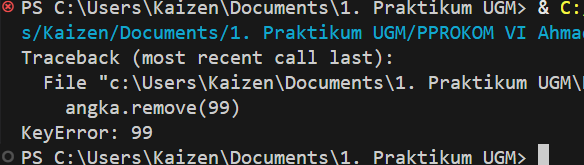 PS C:\Users\Kaizen\Documents\1. Praktikum UGM> & C:
s/Kaizen/Documents/1. Praktikum UGM/PPROKOM VI Ahma
Traceback (most recent call last):
File "c:\Users\Kaizen\Documents\1. Praktikum UGM\
angka.remove(99)
KeyError: 99
PS C:\Users\Kaizen\Documents\1. Praktikum UGM>